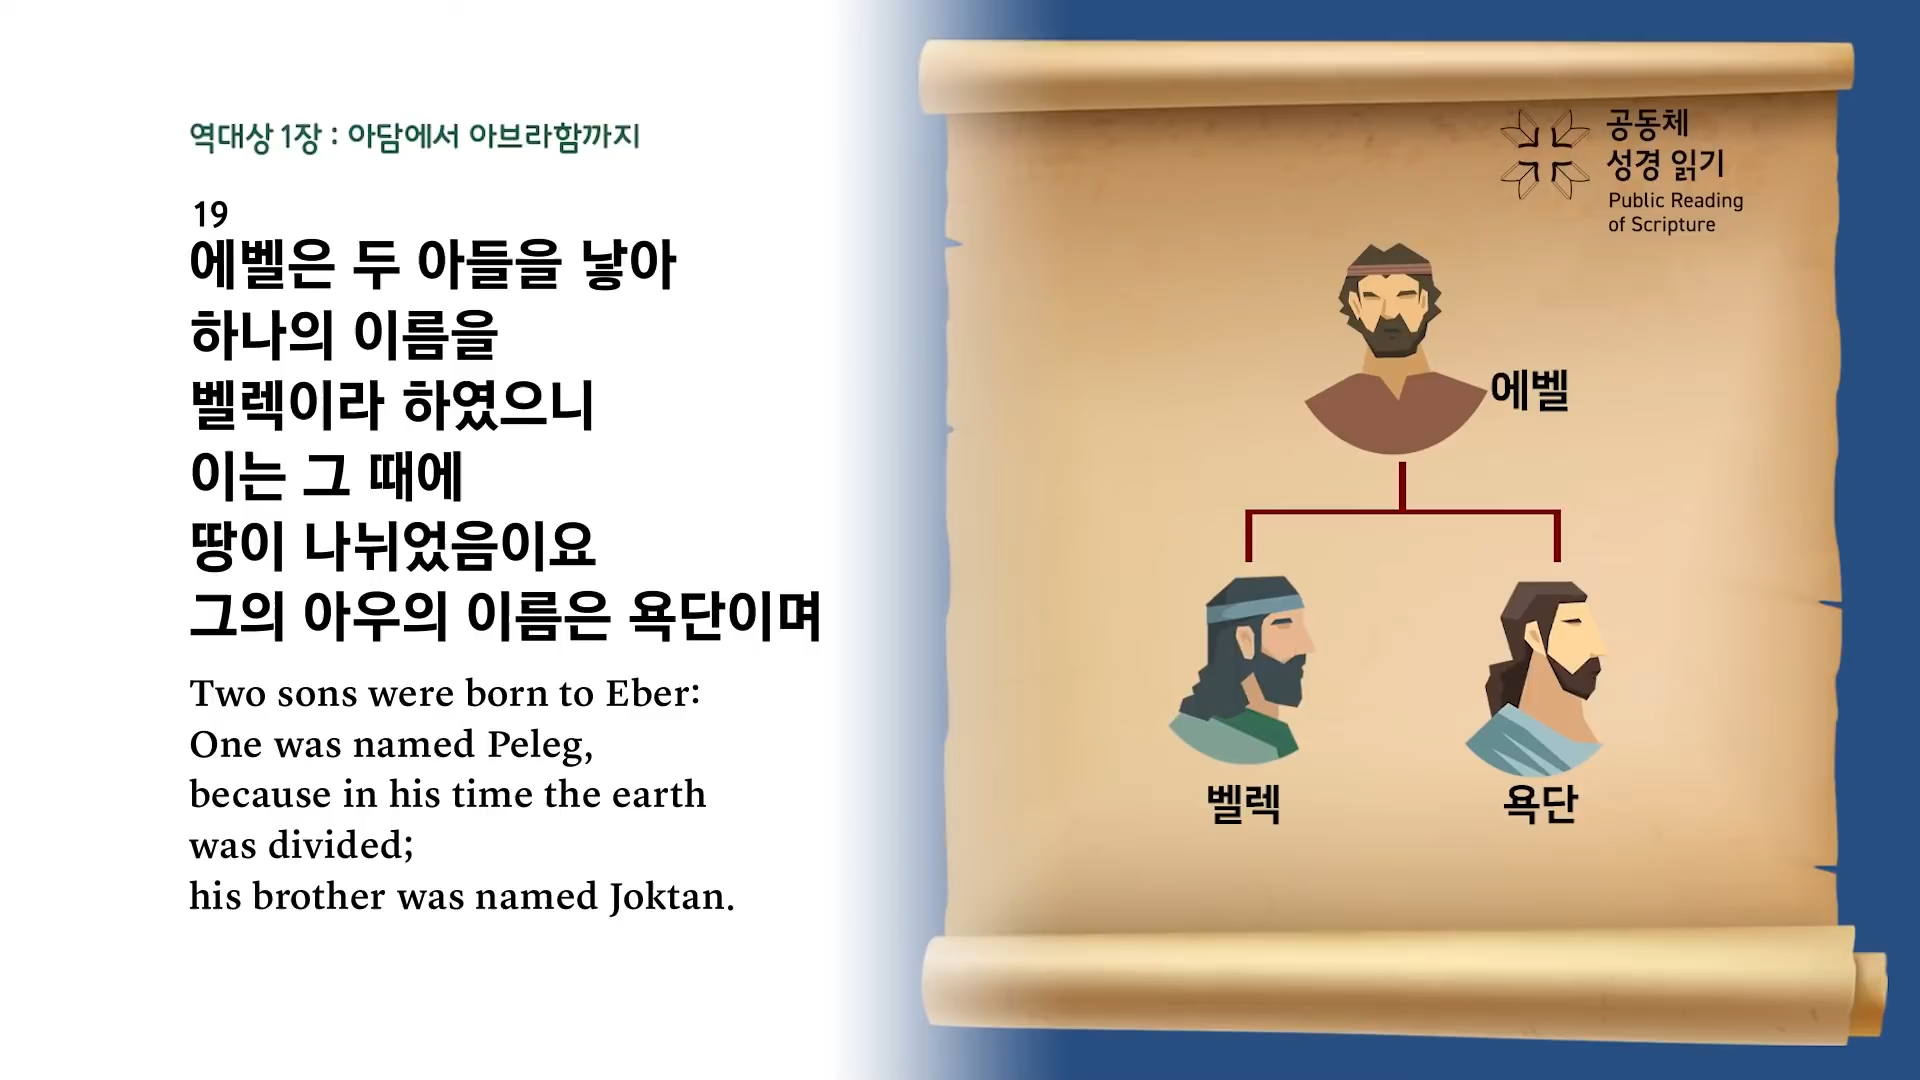 역대상 1장 : 아담에서 아브라함까지
19
에벨은 두 아들을 낳아
하나의 이름을
벨렉이라 하였으니
이는 그 때에
땅이 나뉘었음이요
그의 아우의 이름은 욕단이며
Two sons were born to Eber:
One was named Peleg,
because in his time the earth
was divided;
his brother was named Joktan.
공동체
성경 읽기
Public Reading
of Scripture
에벨
벨렉
욕단